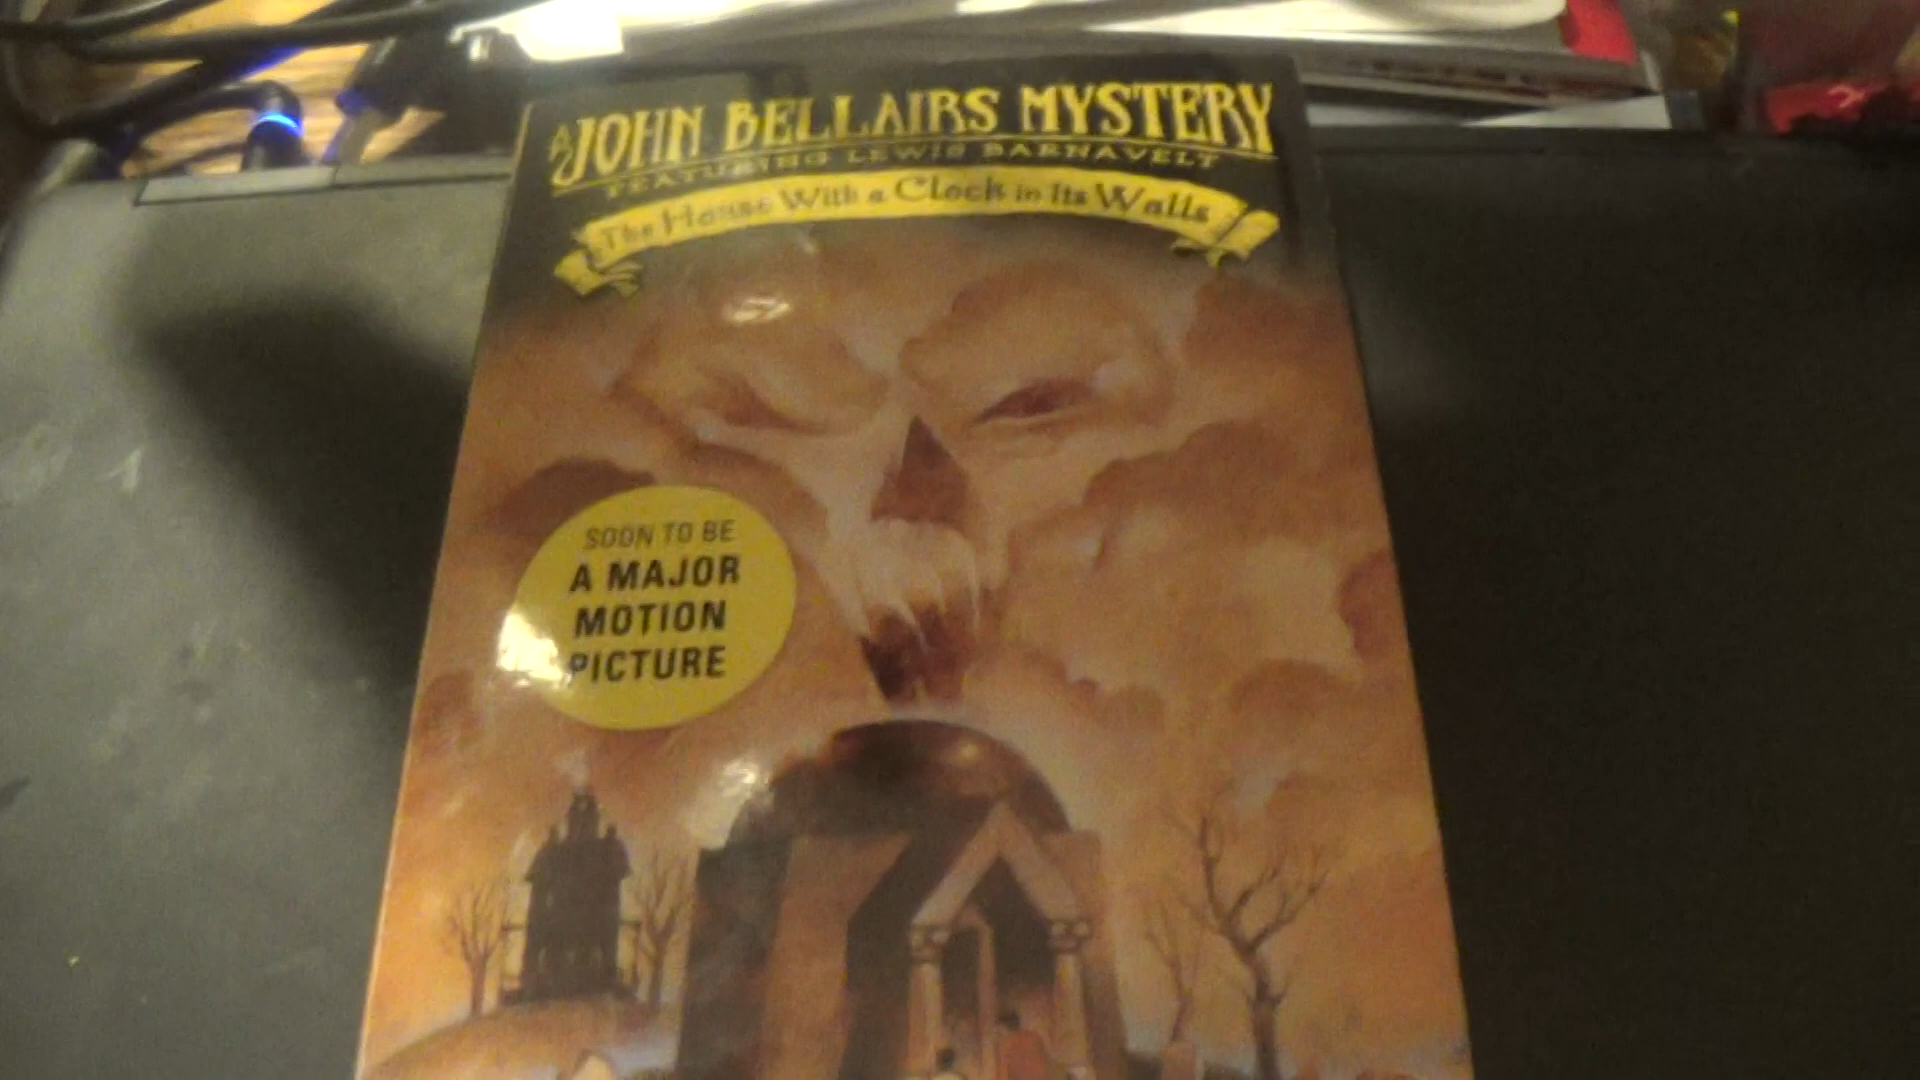 A JOHN BELLAIRS MYSTERY
FEATURING LEWIS BARNAVELT
The House With a Clock in Its Walls
SOON TO BE
A MAJOR
MOTION
PICTURE